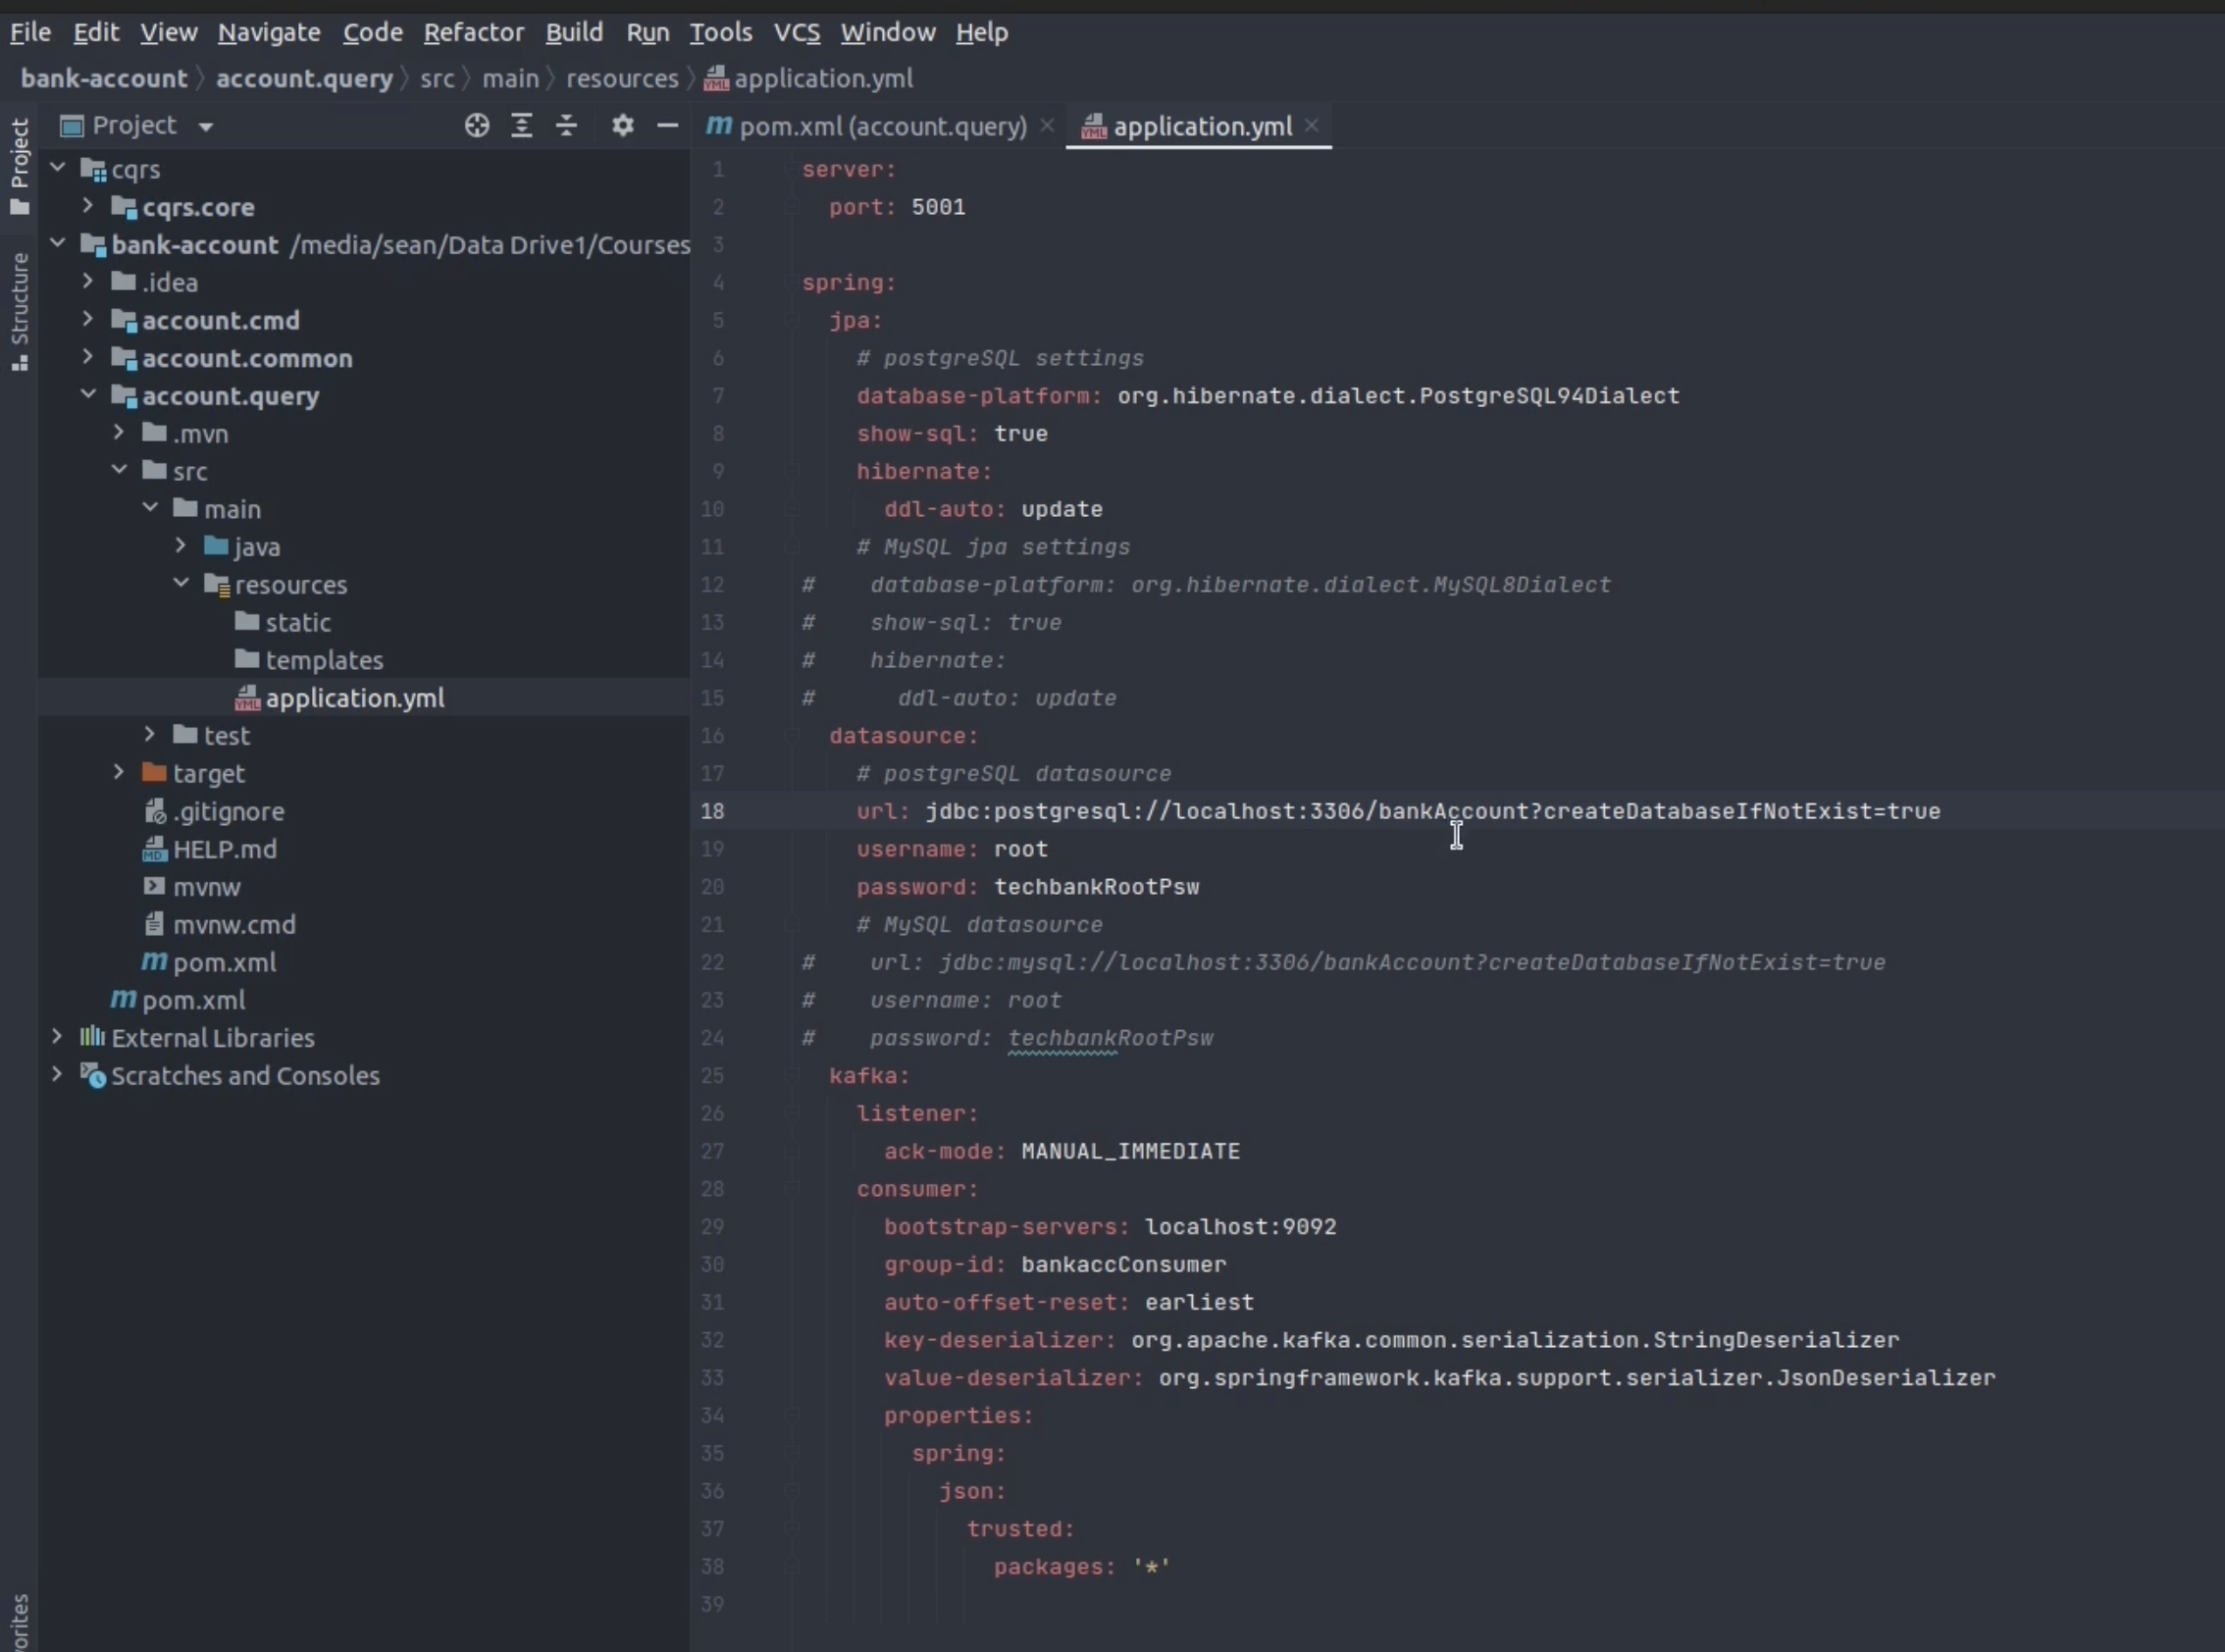 File Edit View Navigate Code Refactor Build Run Tools VCS Window Help
bank-account account.query src main resources application.yml
Project
Structure
Project
cqrs
cqrs.core
bank-account /media/sean/Data Drive1/Courses
.idea
account.cmd
account.common
account.query
.mvn
src
main
java
resources
static
templates
application.yml
test
target
.gitignore
HELP.md
mvnw
mvnw.cmd
pom.xml
pom.xml
External Libraries
Scratches and Consoles
pom.xml (account.query) application.yml
1 server:
2   port: 5001
3
4 spring:
5   jpa:
6     # postgreSQL settings
7     database-platform: org.hibernate.dialect.PostgreSQL94Dialect
8     show-sql: true
9     hibernate:
10       ddl-auto: update
11     # MySQL jpa settings
12 #    database-platform: org.hibernate.dialect.MySQL8Dialect
13 #    show-sql: true
14 #    hibernate:
15 #      ddl-auto: update
16   datasource:
17     # postgreSQL datasource
18     url: jdbc:postgresql://localhost:3306/bankAccount?createDatabaseIfNotExist=true
19     username: root
20     password: techbankRootPsw
21     # MySQL datasource
22 #    url: jdbc:mysql://localhost:3306/bankAccount?createDatabaseIfNotExist=true
23 #    username: root
24 #    password: techbankRootPsw
25   kafka:
26     listener:
27       ack-mode: MANUAL_IMMEDIATE
28     consumer:
29       bootstrap-servers: localhost:9092
30       group-id: bankaccConsumer
31       auto-offset-reset: earliest
32       key-deserializer: org.apache.kafka.common.serialization.StringDeserializer
33       value-deserializer: org.springframework.kafka.support.serializer.JsonDeserializer
34       properties:
35         spring:
36           json:
37             trusted:
38               packages: '*'
39